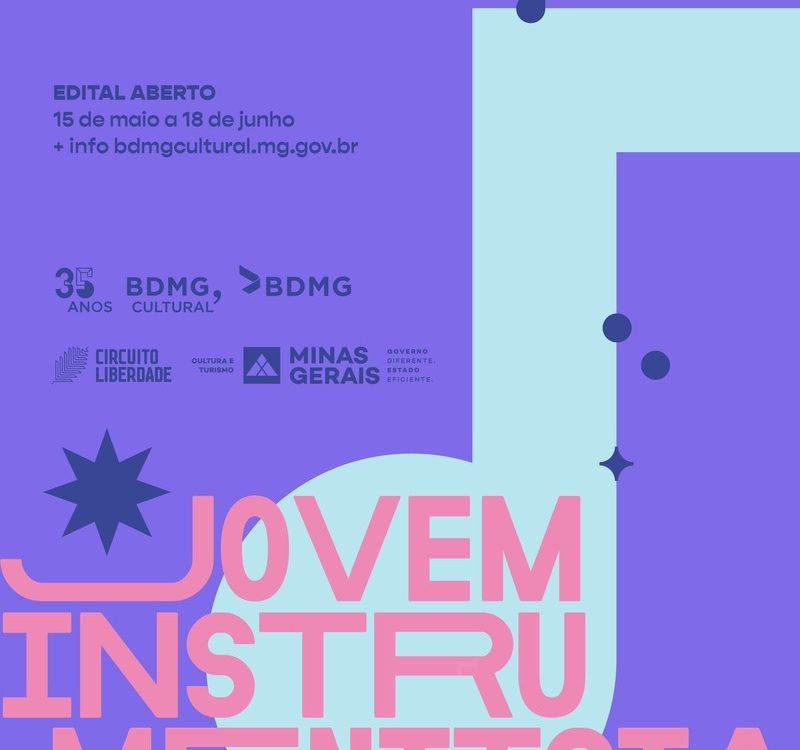 EDITAL ABERTO
15 de maio a 18 de junho
+ info bdmgcultural.mg.gov.br
35 ANOS
BDMG, CULTURAL
BDMG
CIRCUITO
LIBERDADE
CULTURA E
TURISMO
MINAS
GERAIS
GOVERNO
DIFERENTE.
ESTADO
EFICIENTE.
JOVEM
INSTRU
MENTISTA